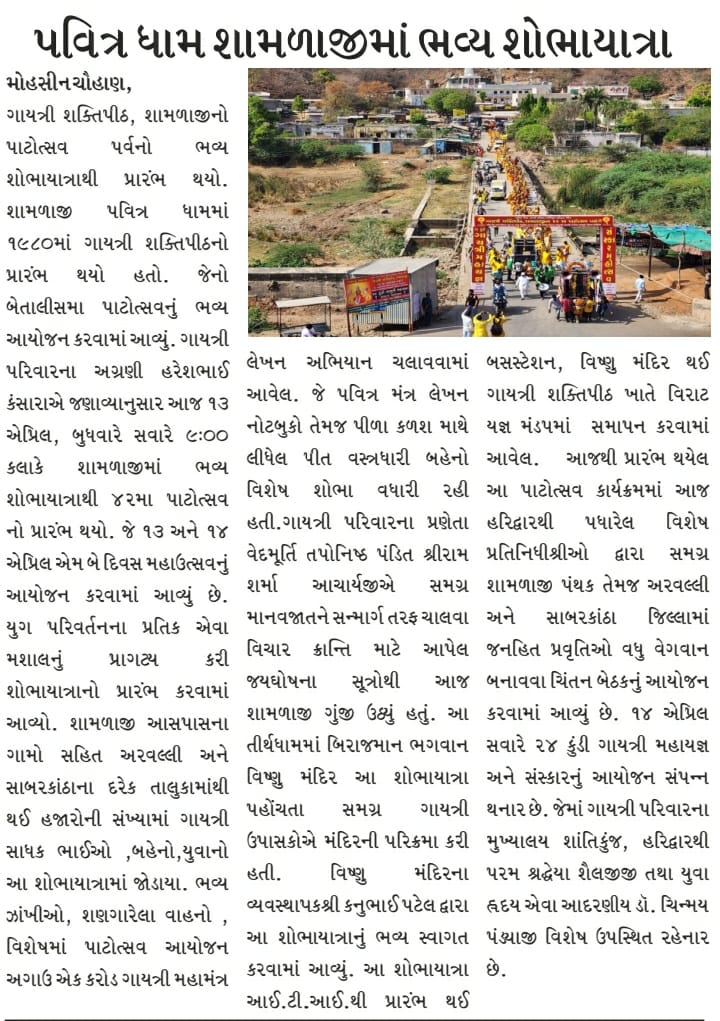 પવિત્ર ધામ શામળાજીમાં ભવ્ય શોભાયાત્રા
મોહસીન ચૌહાણ,
ગાયત્રી શક્તિપીઠ, શામળાજીનો
પાટોત્સવ પર્વનો ભવ્ય
શોભાયાત્રાથી પ્રારંભ થયો.
શામળાજી પવિત્ર ધામમાં
૧૯૮૦માં ગાયત્રી શક્તિપીઠનો
પ્રારંભ થયો હતો. જેનો
બેતાલીસમા પાટોત્સવનું ભવ્ય
આયોજન કરવામાં આવ્યું. ગાયત્રી
પરિવારના અગ્રણી હરેશભાઈ
કંસારાએ જણાવ્યાનુસાર આજ ૧૩
એપ્રિલ, બુધવારે સવારે ૯:૦૦
કલાકે શામળાજીમાં ભવ્ય
શોભાયાત્રાથી ૪૨મા પાટોત્સવ
નો પ્રારંભ થયો. જે ૧૩ અને ૧૪
એપ્રિલ એમ બે દિવસ મહાઉત્સવનું
આયોજન કરવામાં આવ્યું છે.
યુગ પરિવર્તનના પ્રતિક એવા
મશાલનું પ્રાગટ્ય કરી
શોભાયાત્રાનો પ્રારંભ કરવામાં
આવ્યો. શામળાજી આસપાસના
ગામો સહિત અરવલ્લી અને
સાબરકાંઠાના દરેક તાલુકામાંથી
થઈ હજારોની સંખ્યામાં ગાયત્રી
સાધક ભાઈઓ ,બહેનો,યુવાનો
આ શોભાયાત્રામાં જોડાયા. ભવ્ય
ઝાંખીઓ, શણગારેલા વાહનો ,
વિશેષમાં પાટોત્સવ આયોજન
અગાઉ એક કરોડ ગાયત્રી મહામંત્ર
લેખન અભિયાન ચલાવવામાં
આવેલ. જે પવિત્ર મંત્ર લેખન
નોટબુકો તેમજ પીળા કળશ માથે
લીધેલ પીત વસ્ત્રધારી બહેનો
વિશેષ શોભા વધારી રહી
હતી.ગાયત્રી પરિવારના પ્રણેતા
વેદમૂર્તિ તપોનિષ્ઠ પંડિત શ્રીરામ
શર્મા આચાર્યજીએ સમગ્ર
માનવજાતને સન્માર્ગ તરફ ચાલવા
વિચાર ક્રાન્તિ માટે આપેલ
જયઘોષના સૂત્રોથી આજ
શામળાજી ગુંજી ઉઠ્યું હતું. આ
તીર્થધામમાં બિરાજમાન ભગવાન
વિષ્ણુ મંદિર આ શોભાયાત્રા
પહોંચતા સમગ્ર ગાયત્રી
ઉપાસકોએ મંદિરની પરિક્રમા કરી
હતી. વિષ્ણુ મંદિરના
વ્યવસ્થાપકશ્રી કનુભાઈ પટેલ દ્વારા
આ શોભાયાત્રાનું ભવ્ય સ્વાગત
કરવામાં આવ્યું. આ શોભાયાત્રા
આઈ.ટી.આઈ.થી પ્રારંભ થઈ
બસસ્ટેશન, વિષ્ણુ મંદિર થઈ
ગાયત્રી શક્તિપીઠ ખાતે વિરાટ
યજ્ઞ મંડપમાં સમાપન કરવામાં
આવેલ. આજથી પ્રારંભ થયેલ
આ પાટોત્સવ કાર્યક્રમમાં આજ
હરિદ્વારથી પધારેલ વિશેષ
પ્રતિનિધીશ્રીઓ દ્વારા સમગ્ર
શામળાજી પંથક તેમજ અરવલ્લી
અને સાબરકાંઠા જિલ્લામાં
જનહિત પ્રવૃતિઓ વધુ વેગવાન
બનાવવા ચિંતન બેઠકનું આયોજન
કરવામાં આવ્યું છે. ૧૪ એપ્રિલ
સવારે ૨૪ કુંડી ગાયત્રી મહાયજ્ઞ
અને સંસ્કારનું આયોજન સંપન્ન
થનાર છે. જેમાં ગાયત્રી પરિવારના
મુખ્યાલય શાંતિકુંજ, હરિદ્વારથી
પરમ શ્રદ્ધેયા શૈલજીજી તથા યુવા
હૃદય એવા આદરણીય ડૉ. ચિન્મય
પંડ્યાજી વિશેષ ઉપસ્થિત રહેનાર
છે.